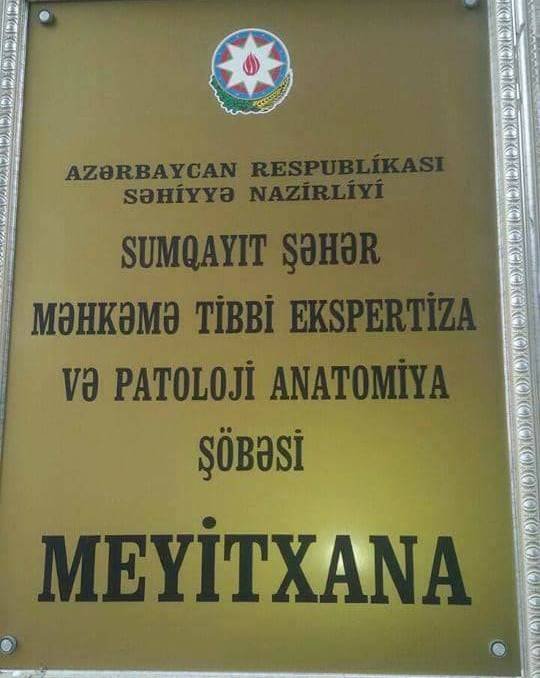 AZƏRBAYCAN RESPUBLİKASI
SƏHİYYƏ NAZİRLİYİ
SUMQAYIT ŞƏHƏR
MƏHKƏMƏ TİBBİ EKSPERTİZA
VƏ PATOLOJİ ANATOMİYA
ŞÖBƏSİ
MEYİTXANA